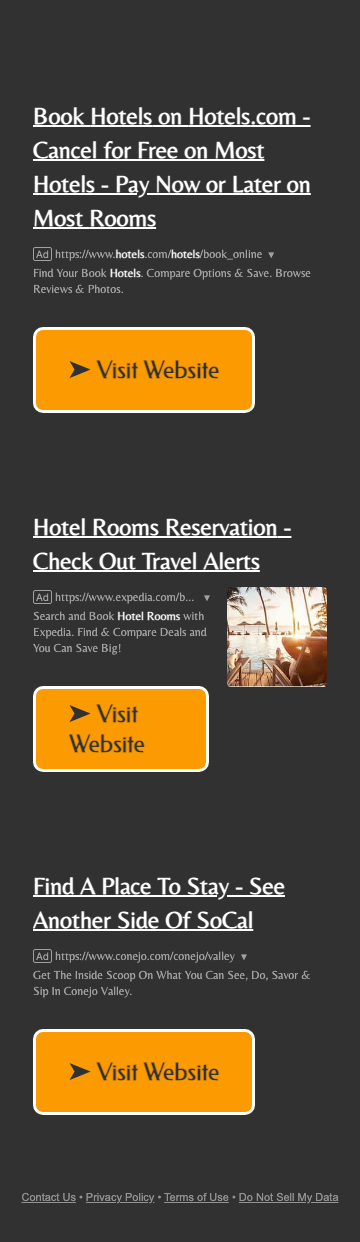 Book Hotels on Hotels.com -
Cancel for Free on Most
Hotels - Pay Now or Later on
Most Rooms
Ad https://www.hotels.com/hotels/book_online ▼
Find Your Book Hotels. Compare Options & Save. Browse
Reviews & Photos.
➤ Visit Website
Hotel Rooms Reservation -
Check Out Travel Alerts
Ad https://www.expedia.com/b... ▼
Search and Book Hotel Rooms with
Expedia. Find & Compare Deals and
You Can Save Big!
➤ Visit
Website
Find A Place To Stay - See
Another Side Of SoCal
Ad https://www.conejo.com/conejo/valley ▼
Get The Inside Scoop On What You Can See, Do, Savor &
Sip In Conejo Valley.
➤ Visit Website
Contact Us • Privacy Policy • Terms of Use • Do Not Sell My Data